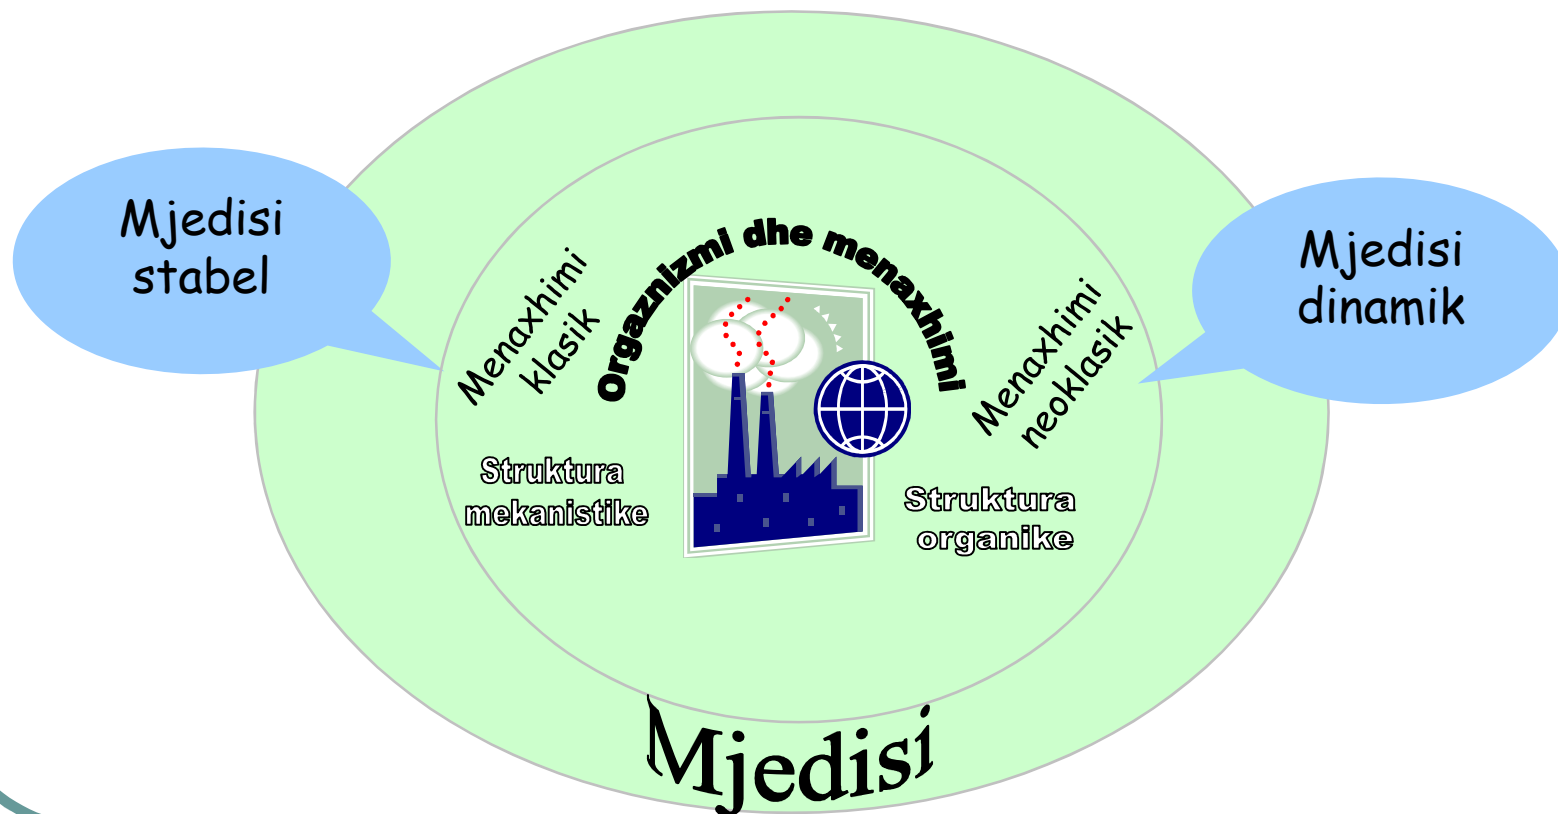 Mjedisi
stabel
Mjedisi
dinamik
Orgaznizmi dhe menaxhimi
Menaxhimi
klasik
Menaxhimi
neoklasik
Struktura
mekanistike
Struktura
organike
Mjedisi